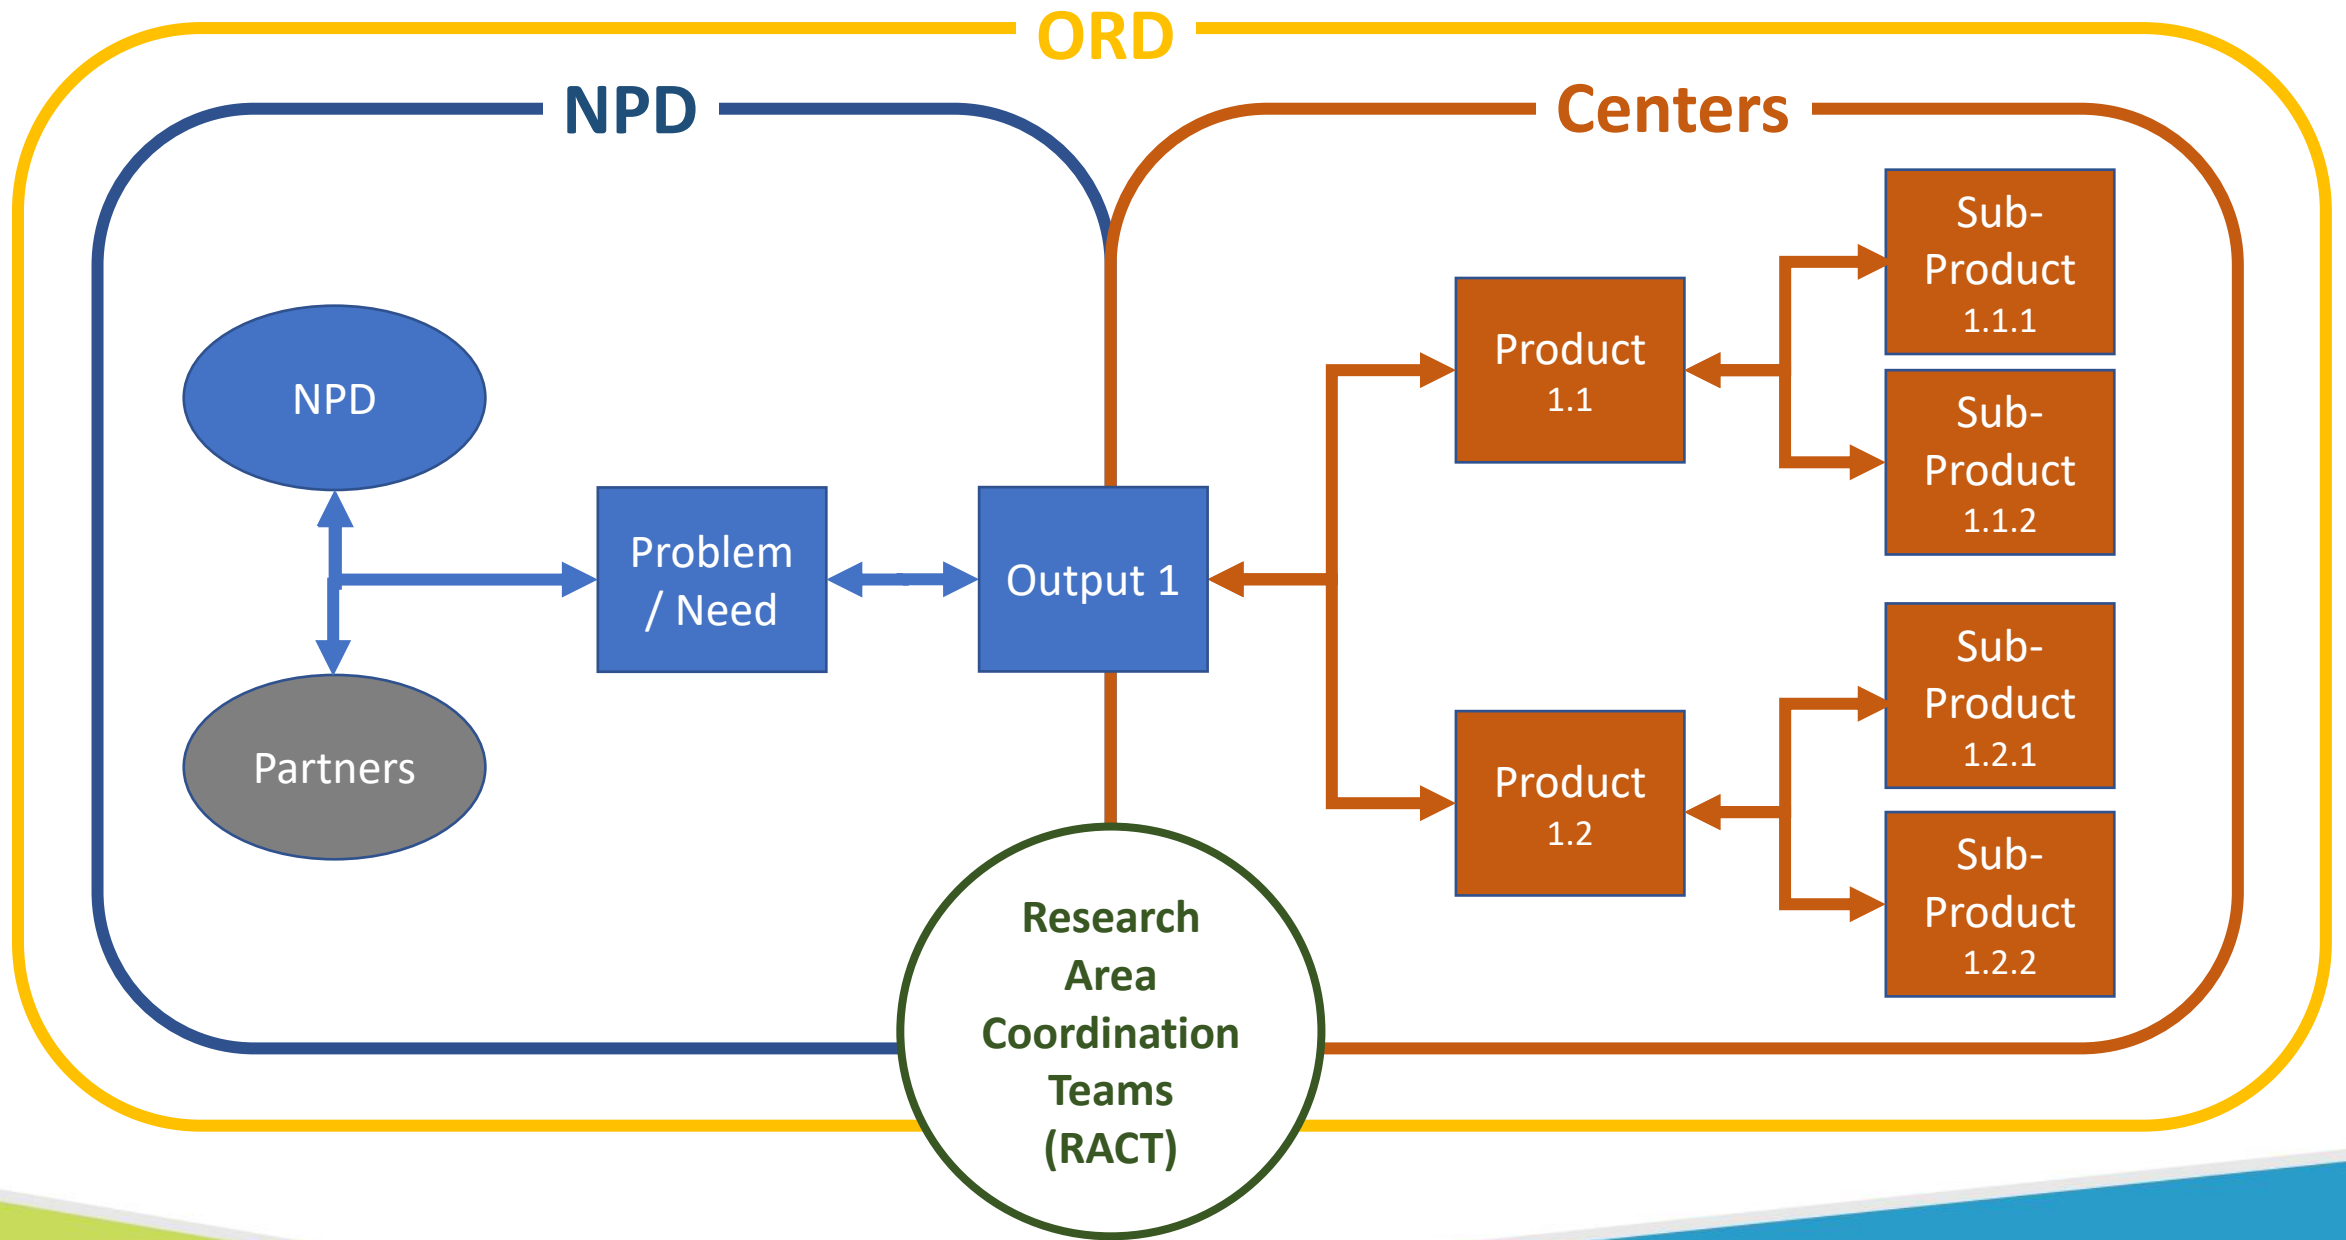 ORD
NPD
Centers
NPD
Partners
Problem
/ Need
Output 1
Product
1.1
Product
1.2
Sub-
Product
1.1.1
Sub-
Product
1.1.2
Sub-
Product
1.2.1
Sub-
Product
1.2.2
Research
Area
Coordination
Teams
(RACT)